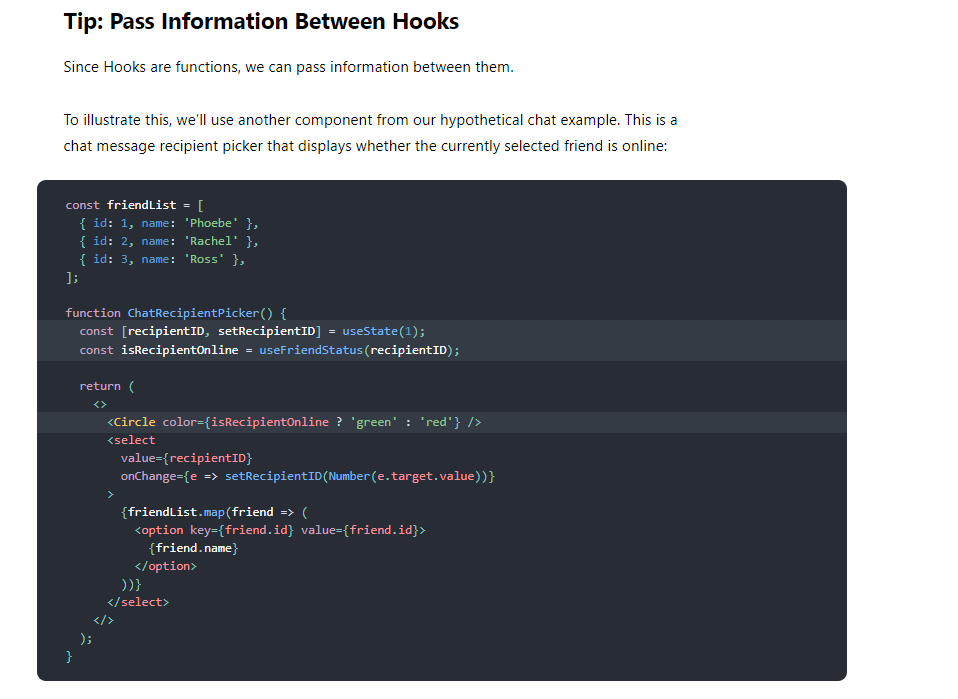 Tip: Pass Information Between Hooks
Since Hooks are functions, we can pass information between them.
To illustrate this, we'll use another component from our hypothetical chat example. This is a
chat message recipient picker that displays whether the currently selected friend is online:
const friendList = [
  { id: 1, name: 'Phoebe' },
  { id: 2, name: 'Rachel' },
  { id: 3, name: 'Ross' },
];
function ChatRecipientPicker() {
  const [recipientID, setRecipientID] = useState(1);
  const isRecipientOnline = useFriendStatus(recipientID);
  return (
    <>
      <Circle color={isRecipientOnline ? 'green' : 'red'} />
      <select
        value={recipientID}
        onChange={e => setRecipientID(Number(e.target.value))}
      >
        {friendList.map(friend => (
          <option key={friend.id} value={friend.id}>
            {friend.name}
          </option>
        ))}
      </select>
    </>
  );
}